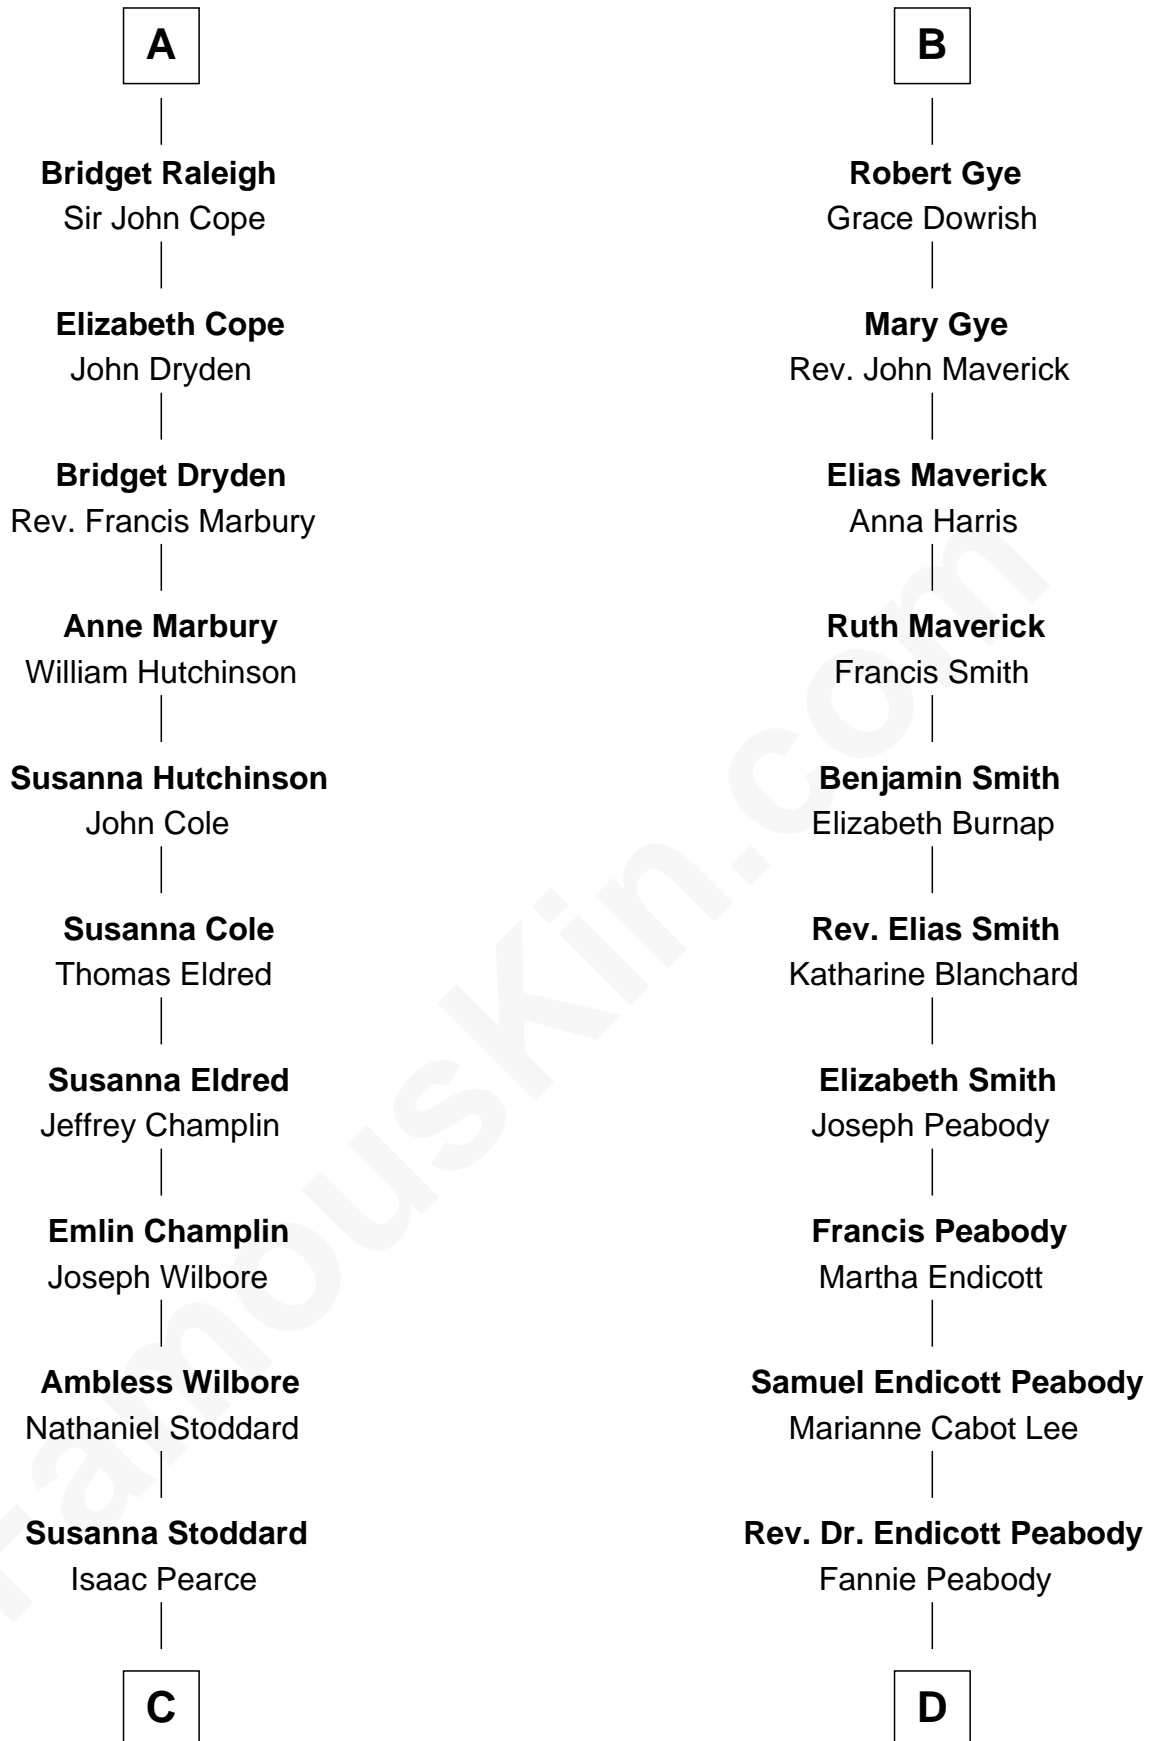 A
Bridget Raleigh
Sir John Cope
Elizabeth Cope
John Dryden
Bridget Dryden
Rev. Francis Marbury
Anne Marbury
William Hutchinson
Susanna Hutchinson
John Cole
Susanna Cole
Thomas Eldred
Susanna Eldred
Jeffrey Champlin
Emlin Champlin
Joseph Wilbore
Ambless Wilbore
Nathaniel Stoddard
Susanna Stoddard
Isaac Pearce
C
B
Robert Gye
Grace Dowrish
Mary Gye
Rev. John Maverick
Elias Maverick
Anna Harris
Ruth Maverick
Francis Smith
Benjamin Smith
Elizabeth Burnap
Rev. Elias Smith
Katharine Blanchard
Elizabeth Smith
Joseph Peabody
Francis Peabody
Martha Endicott
Samuel Endicott Peabody
Marianne Cabot Lee
Rev. Dr. Endicott Peabody
Fannie Peabody
D
FamousKin.com